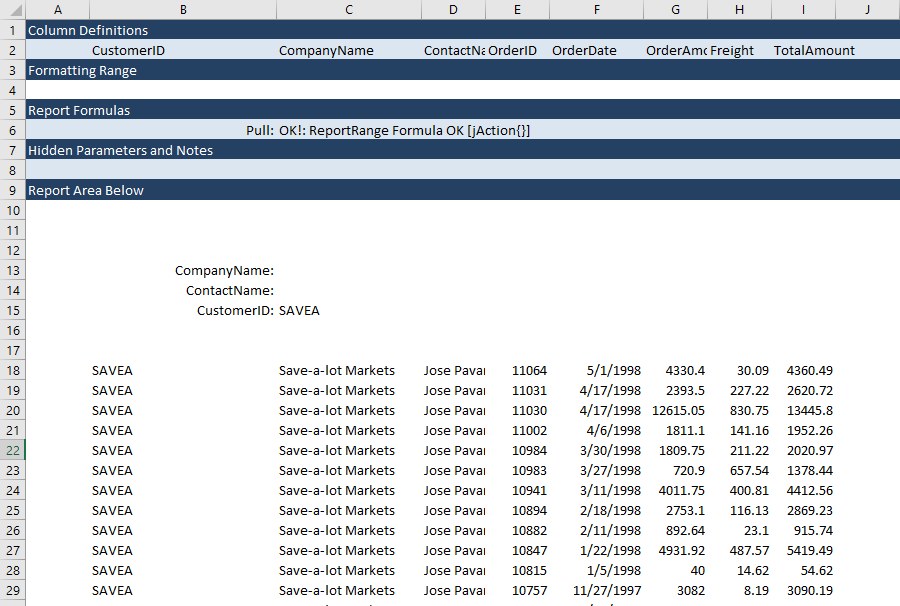 A B C D E F G H I J
1 Column Definitions
2 CustomerID CompanyName ContactNa OrderID OrderDate OrderAmo Freight TotalAmount
3 Formatting Range
4
5 Report Formulas
6 Pull: OK!: ReportRange Formula OK [jAction{}]
7 Hidden Parameters and Notes
8
9 Report Area Below
10
11
12
13 CompanyName:
14 ContactName:
15 CustomerID: SAVEA
16
17
18 SAVEA Save-a-lot Markets Jose Pavar 11064 5/1/1998 4330.4 30.09 4360.49
19 SAVEA Save-a-lot Markets Jose Pavar 11031 4/17/1998 2393.5 227.22 2620.72
20 SAVEA Save-a-lot Markets Jose Pavar 11030 4/17/1998 12615.05 830.75 13445.8
21 SAVEA Save-a-lot Markets Jose Pavar 11002 4/6/1998 1811.1 141.16 1952.26
22 SAVEA Save-a-lot Markets Jose Pavar 10984 3/30/1998 1809.75 211.22 2020.97
23 SAVEA Save-a-lot Markets Jose Pavar 10983 3/27/1998 720.9 657.54 1378.44
24 SAVEA Save-a-lot Markets Jose Pavar 10941 3/11/1998 4011.75 400.81 4412.56
25 SAVEA Save-a-lot Markets Jose Pavar 10894 2/18/1998 2753.1 116.13 2869.23
26 SAVEA Save-a-lot Markets Jose Pavar 10882 2/11/1998 892.64 23.1 915.74
27 SAVEA Save-a-lot Markets Jose Pavar 10847 1/22/1998 4931.92 487.57 5419.49
28 SAVEA Save-a-lot Markets Jose Pavar 10815 1/5/1998 40 14.62 54.62
29 SAVEA Save-a-lot Markets Jose Pavar 10757 11/27/1997 3082 8.19 3090.19